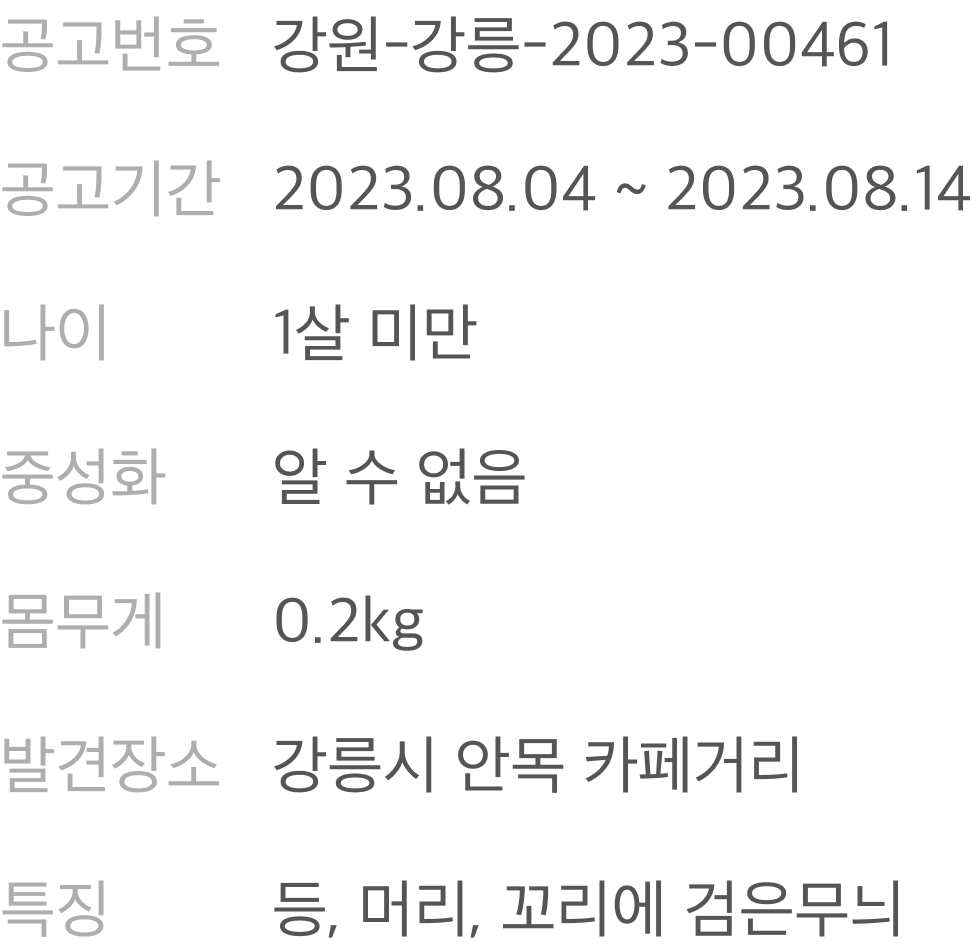 공고번호 강원-강릉-2023-00461
공고기간 2023.08.04 ~ 2023.08.14
나이 1살 미만
중성화 알 수 없음
몸무게 0.2kg
발견장소 강릉시 안목 카페거리
특징 등, 머리, 꼬리에 검은무늬